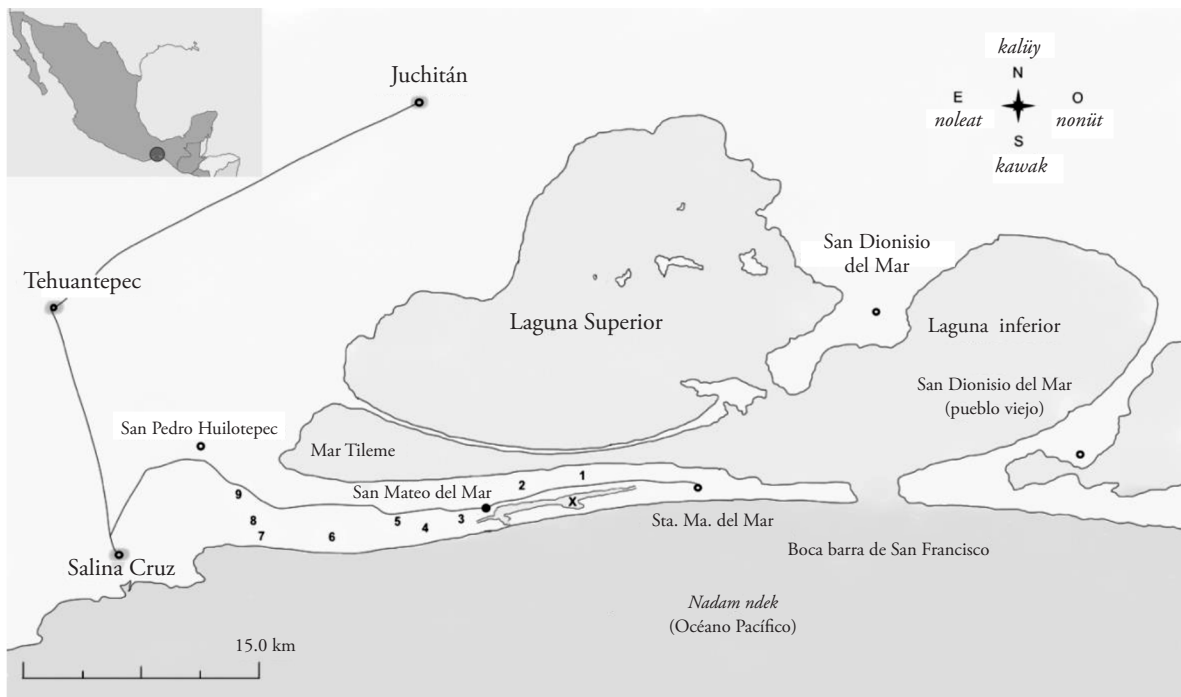 kalüy
Juchitán
N
E
O
noleat
nonüt
S
kawak
San Dionisio
del Mar
Tehuantepec
Laguna Superior
Laguna inferior
San Dionisio del Mar
(pueblo viejo)
San Pedro Huilotepec
Mar Tileme
1
2
9
San Mateo del Mar
X
8
5
4
3
7
6
Sta. Ma. del Mar
Salina Cruz
Boca barra de San Francisco
Nadam ndek
(Océano Pacífico)
15.0 km